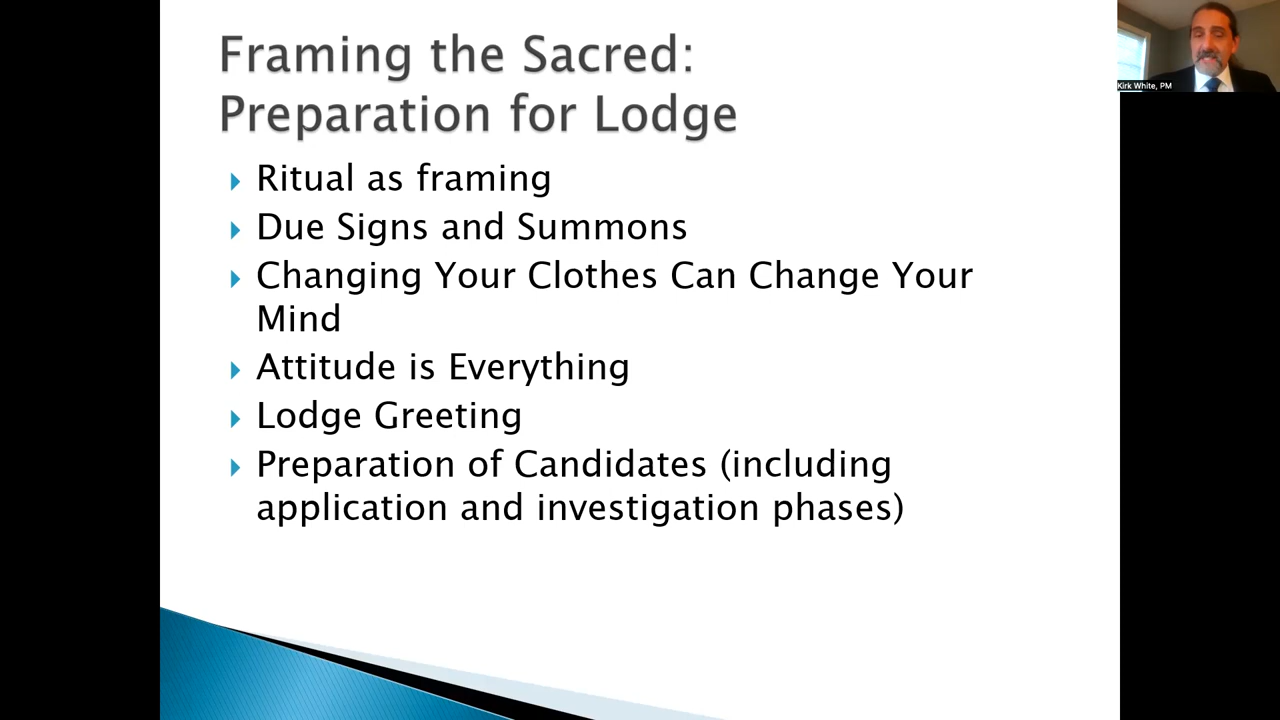 Framing the Sacred:
Preparation for Lodge
Ritual as framing
Due Signs and Summons
Changing Your Clothes Can Change Your
Mind
Attitude is Everything
Lodge Greeting
Preparation of Candidates (including
application and investigation phases)
Kirk White, PM